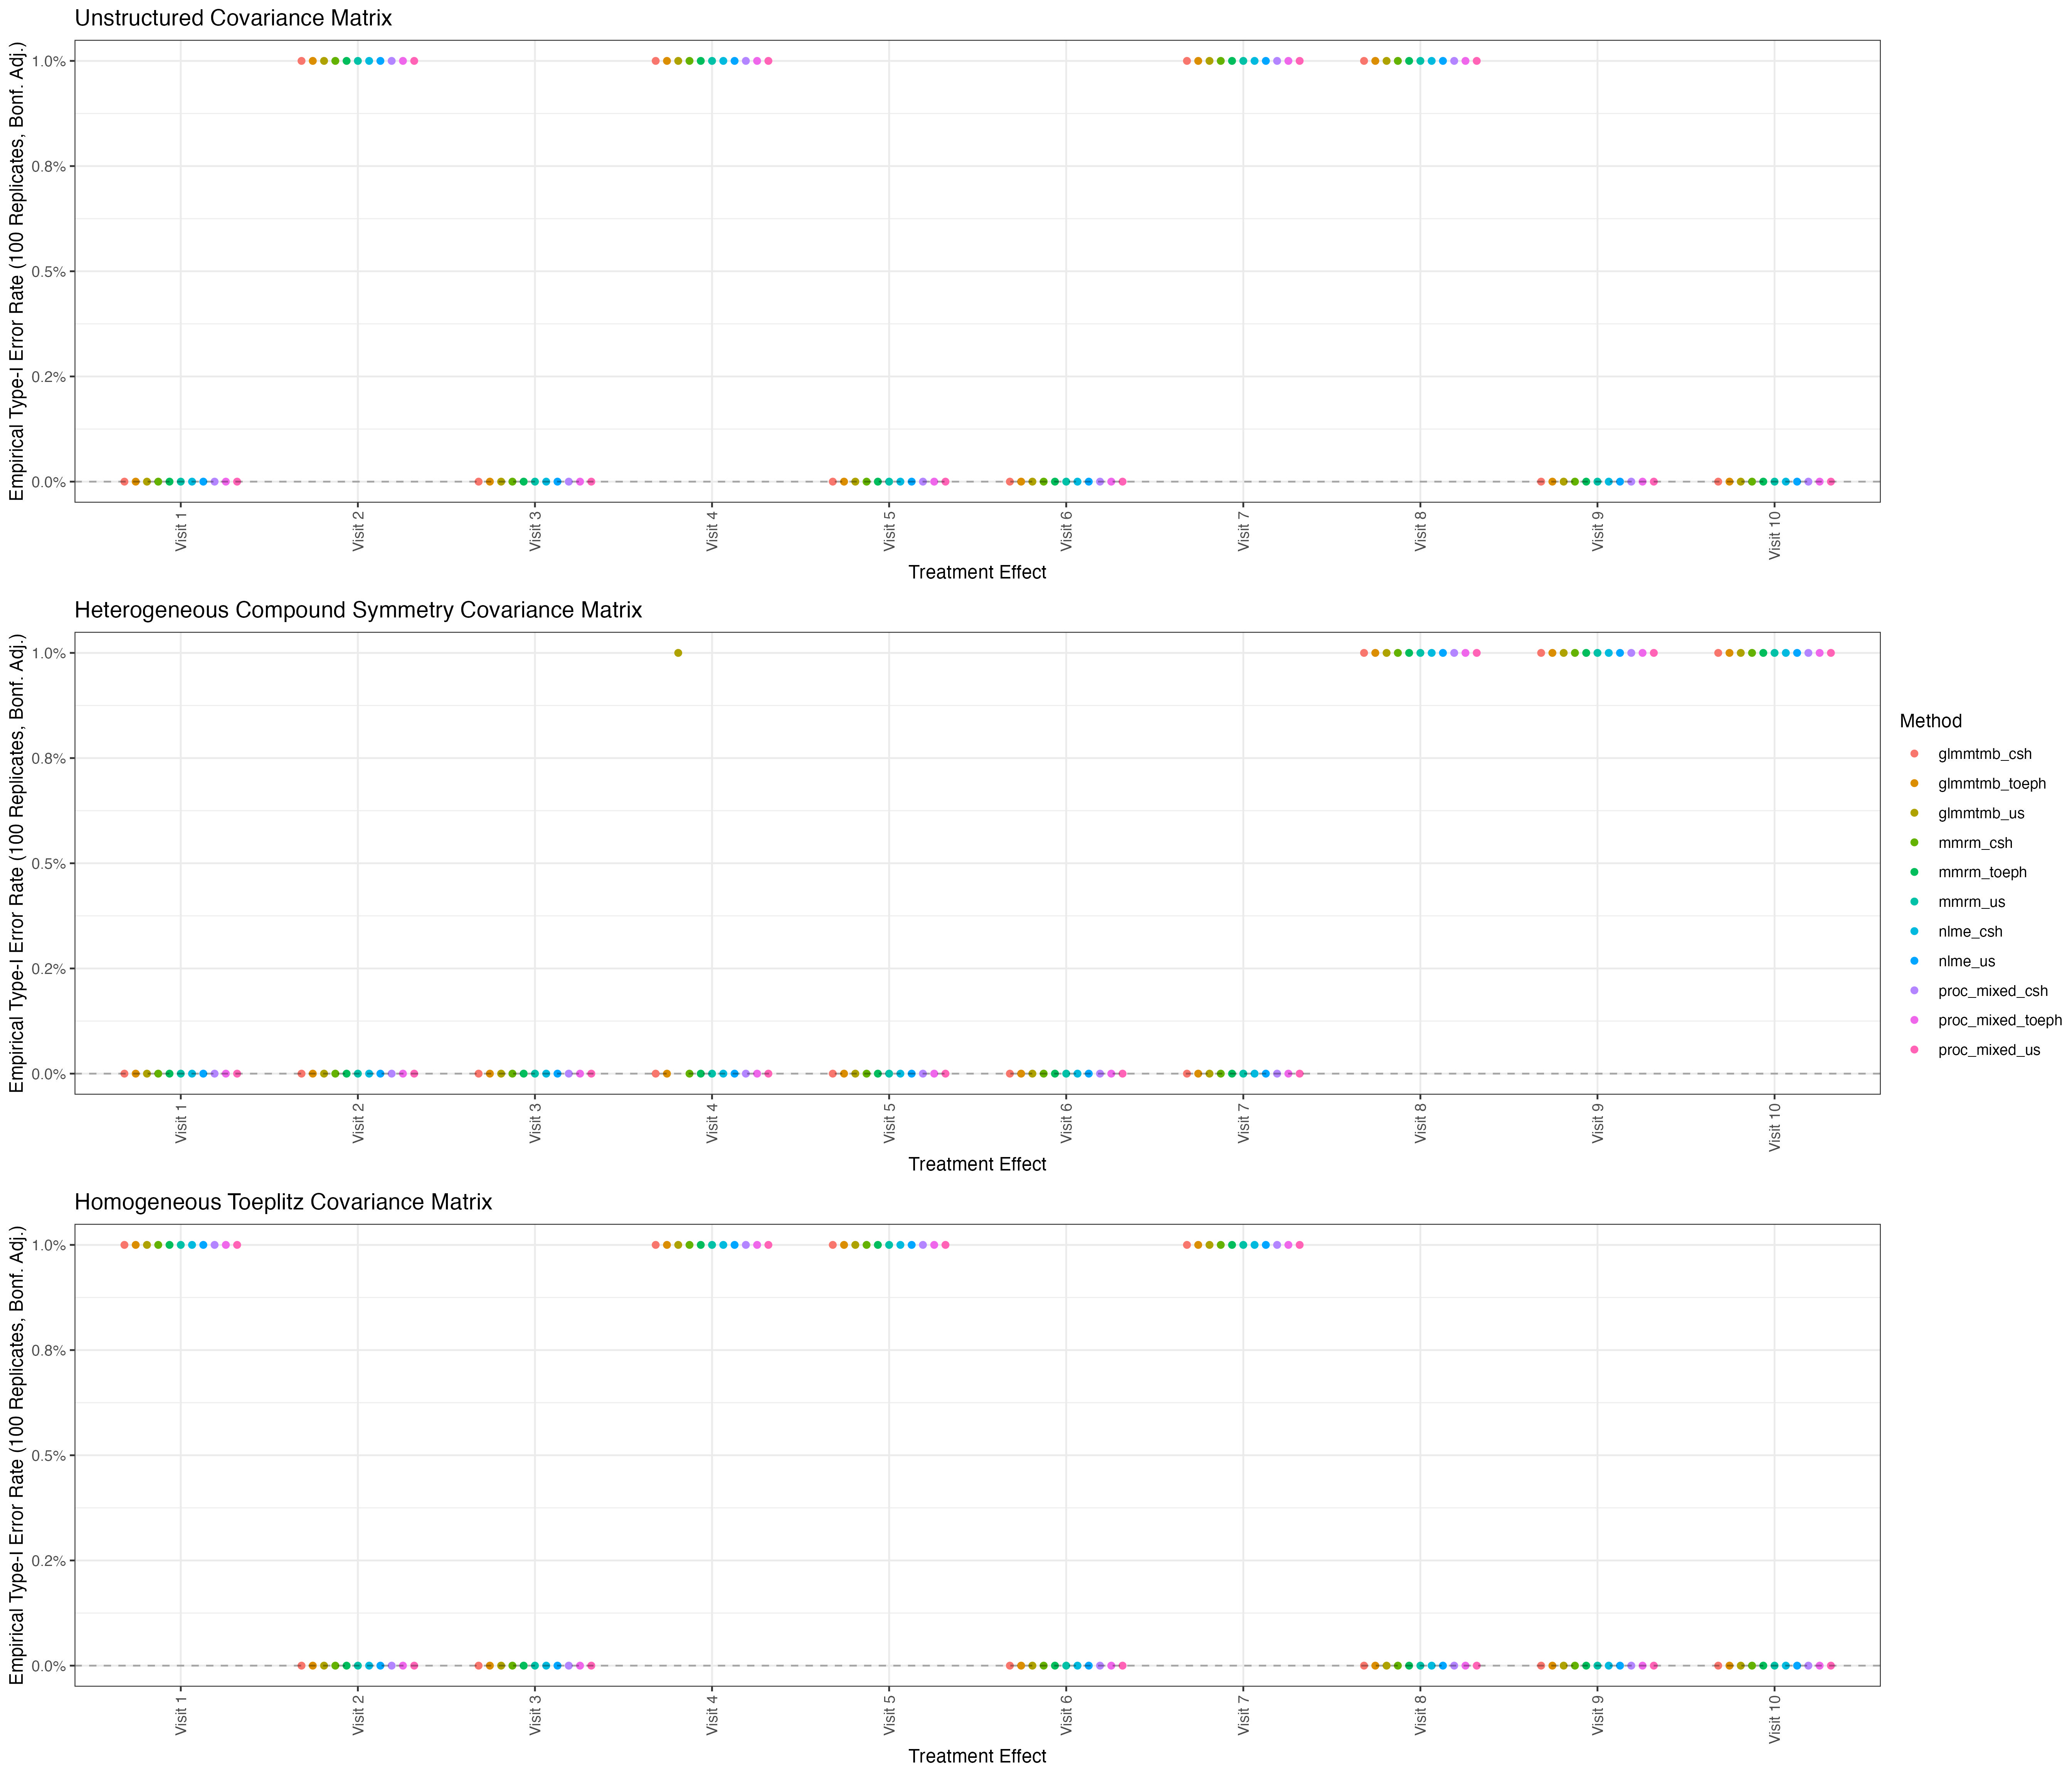 Unstructured Covariance Matrix
Empirical Type-I Error Rate (100 Replicates, Bonf. Adj.)
1.0%
0.8%
0.5%
0.2%
0.0%
Visit 1
Visit 2
Visit 3
Visit 4
Visit 5
Visit 6
Visit 7
Visit 8
Visit 9
Visit 10
Treatment Effect
Heterogeneous Compound Symmetry Covariance Matrix
Empirical Type-I Error Rate (100 Replicates, Bonf. Adj.)
1.0%
0.8%
0.5%
0.2%
0.0%
Visit 1
Visit 2
Visit 3
Visit 4
Visit 5
Visit 6
Visit 7
Visit 8
Visit 9
Visit 10
Treatment Effect
Method
glmmtmb_csh
glmmtmb_toeph
glmmtmb_us
mmrm_csh
mmrm_toeph
mmrm_us
nlme_csh
nlme_us
proc_mixed_csh
proc_mixed_toeph
proc_mixed_us
Homogeneous Toeplitz Covariance Matrix
Empirical Type-I Error Rate (100 Replicates, Bonf. Adj.)
1.0%
0.8%
0.5%
0.2%
0.0%
Visit 1
Visit 2
Visit 3
Visit 4
Visit 5
Visit 6
Visit 7
Visit 8
Visit 9
Visit 10
Treatment Effect